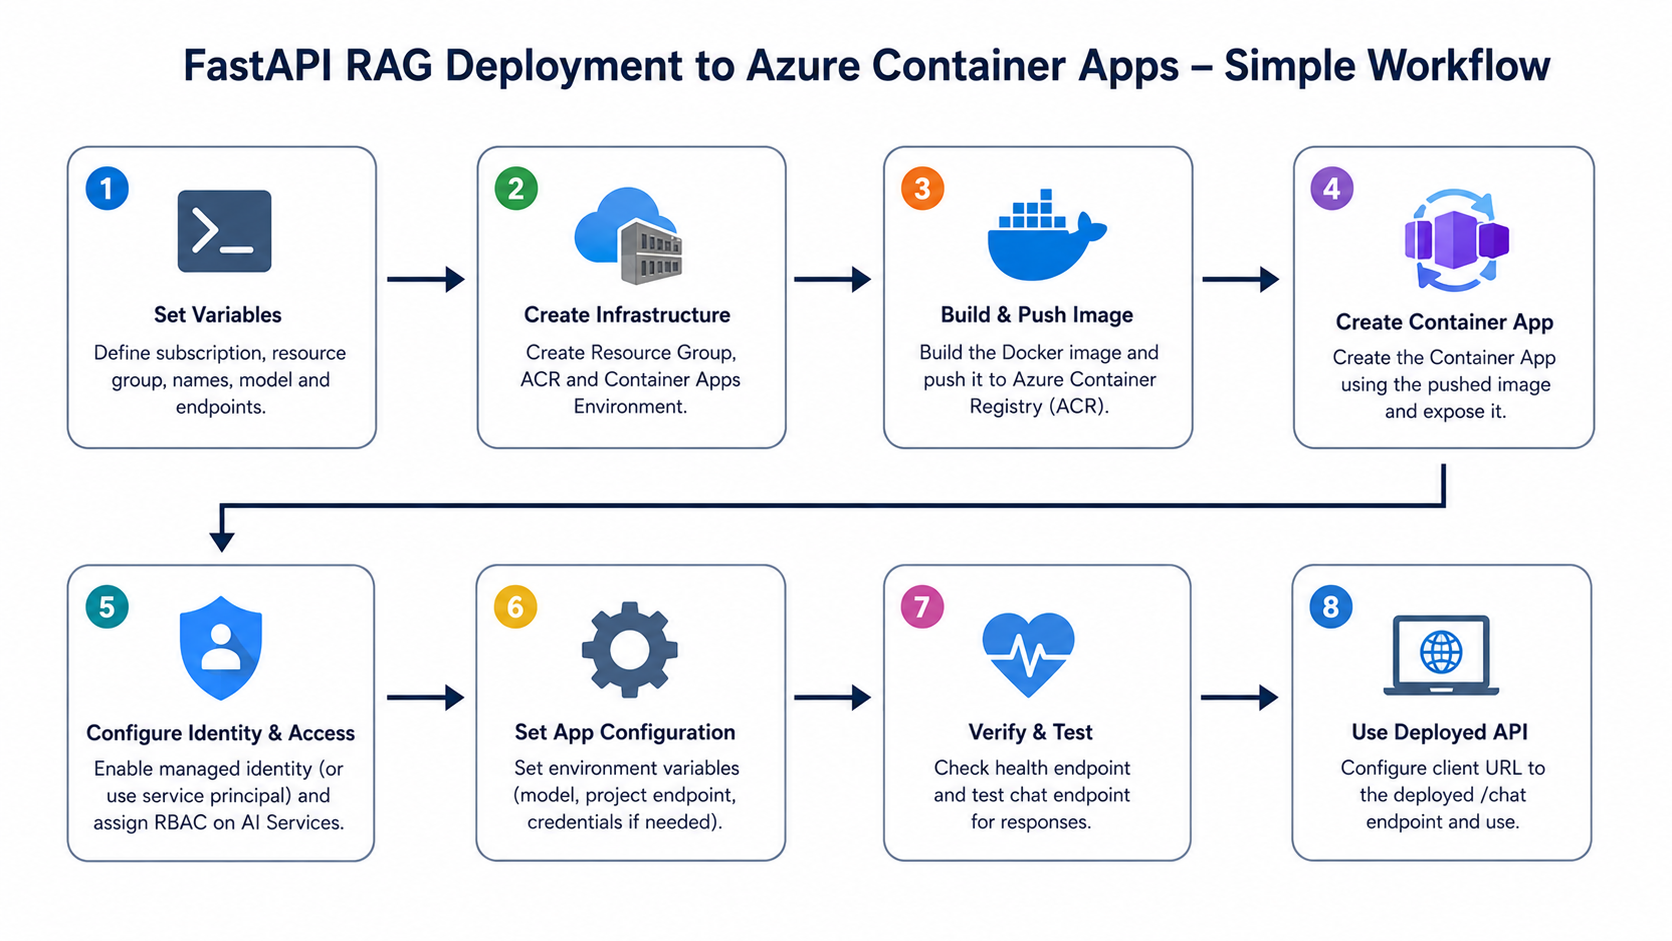 FastAPI RAG Deployment to Azure Container Apps – Simple Workflow
1
Set Variables
Define subscription, resource
group, names, model and
endpoints.
2
Create Infrastructure
Create Resource Group,
ACR and Container Apps
Environment.
3
Build & Push Image
Build the Docker image and
push it to Azure Container
Registry (ACR).
4
Create Container App
Create the Container App
using the pushed image
and expose it.
5
Configure Identity & Access
Enable managed identity (or
use service principal) and
assign RBAC on AI Services.
6
Set App Configuration
Set environment variables
(model, project endpoint,
credentials if needed).
7
Verify & Test
Check health endpoint
and test chat endpoint
for responses.
8
Use Deployed API
Configure client URL to
the deployed /chat
endpoint and use.